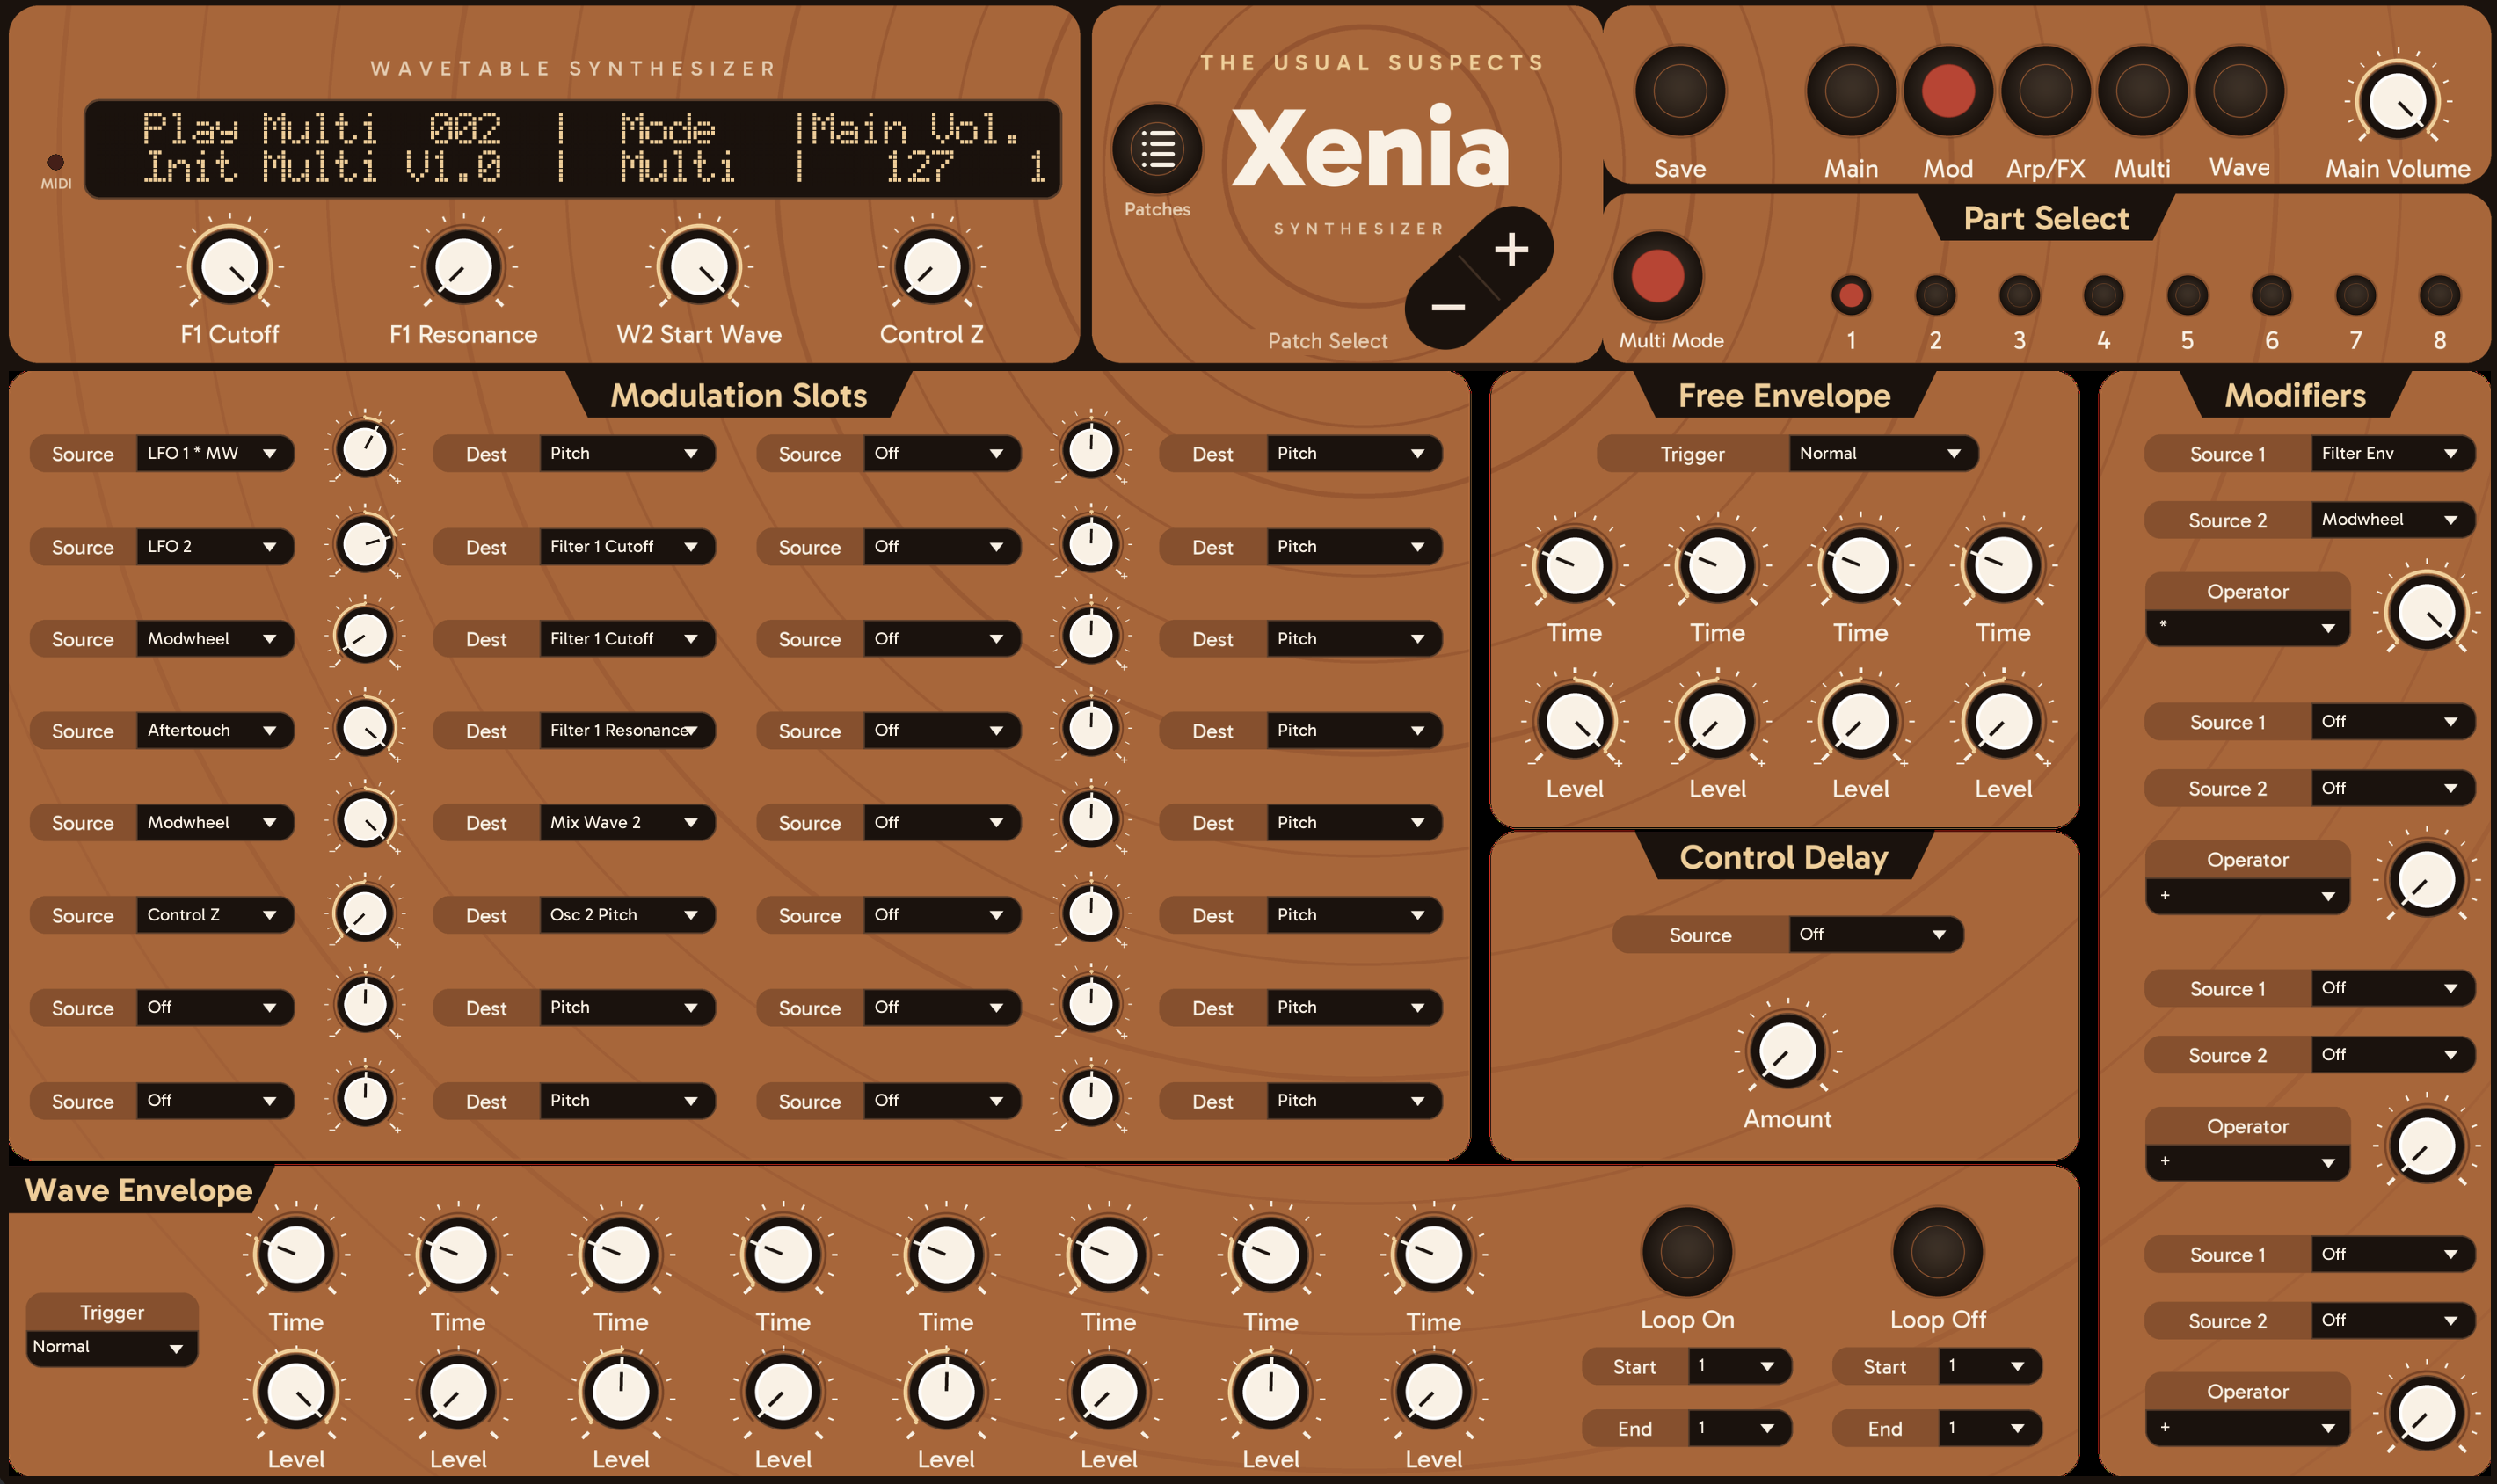 WAVETABLE SYNTHESIZER
Play Multi 002 | Mode |Main Vol.
Init Multi V1.0 | Multi | 127 1
MIDI
F1 Cutoff F1 Resonance W2 Start Wave Control Z
THE USUAL SUSPECTS
Xenia
SYNTHESIZER
Patches
+
−
Patch Select
Save Main Mod Arp/FX Multi Wave Main Volume
Part Select
Multi Mode 1 2 3 4 5 6 7 8
Modulation Slots
Source LFO 1 * MW − + Dest Pitch Source Off − + Dest Pitch
Source LFO 2 − + Dest Filter 1 Cutoff Source Off − + Dest Pitch
Source Modwheel − + Dest Filter 1 Cutoff Source Off − + Dest Pitch
Source Aftertouch − + Dest Filter 1 Resonance Source Off − + Dest Pitch
Source Modwheel − + Dest Mix Wave 2 Source Off − + Dest Pitch
Source Control Z − + Dest Osc 2 Pitch Source Off − + Dest Pitch
Source Off − + Dest Pitch Source Off − + Dest Pitch
Source Off − + Dest Pitch Source Off − + Dest Pitch
Free Envelope
Trigger Normal
Time Time Time Time
− + − + − + − +
Level Level Level Level
Control Delay
Source Off
Amount
Modifiers
Source 1 Filter Env
Source 2 Modwheel
Operator
*
Source 1 Off
Source 2 Off
Operator
+
Source 1 Off
Source 2 Off
Operator
+
Source 1 Off
Source 2 Off
Operator
+
Wave Envelope
Trigger
Normal
Time Time Time Time Time Time Time Time
Level Level Level Level Level Level Level Level
Loop On Loop Off
Start 1 Start 1
End 1 End 1